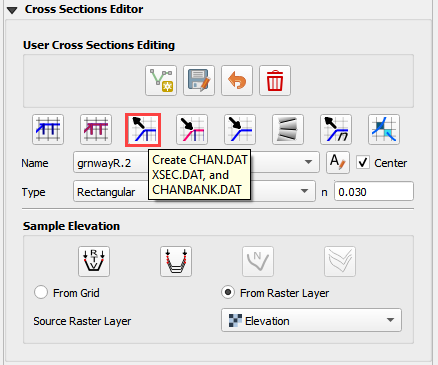 Cross Sections Editor
User Cross Sections Editing
Name grnwayR.2 Center
Create CHAN.DAT
XSEC.DAT, and
CHANBANK.DAT
Type Rectangular n 0.030
Sample Elevation
R T V
N
From Grid From Raster Layer
Source Raster Layer Elevation